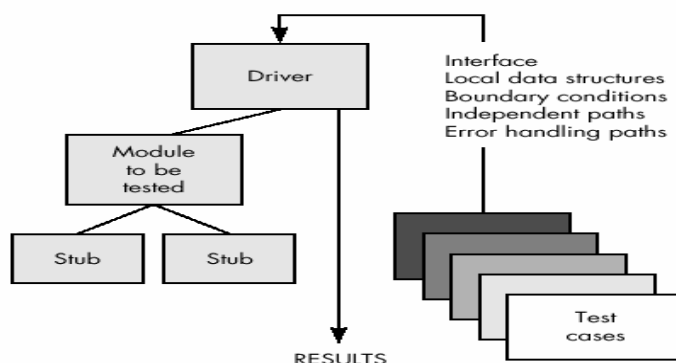 Driver
Interface
Local data structures
Boundary conditions
Independent paths
Error handling paths
Module
to be
tested
Stub
Stub
Test
cases
RESULTS